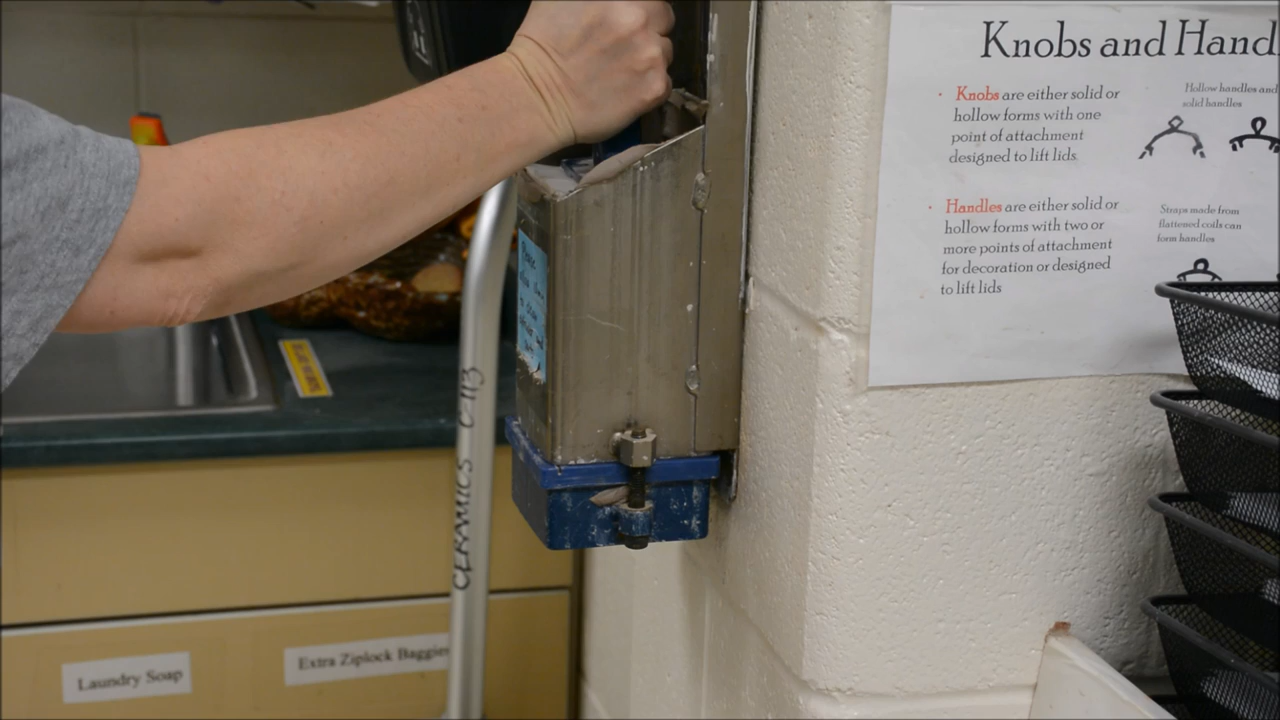 Knobs and Hand
Knobs are either solid or
hollow forms with one
point of attachment
designed to lift lids.
Hollow handles and
solid handles
Handles are either solid or
hollow forms with two or
more points of attachment
for decoration or designed
to lift lids
Straps made from
flattened coils can
form handles
Please
CERAMICS C113
Laundry Soap
Extra Ziplock Baggies